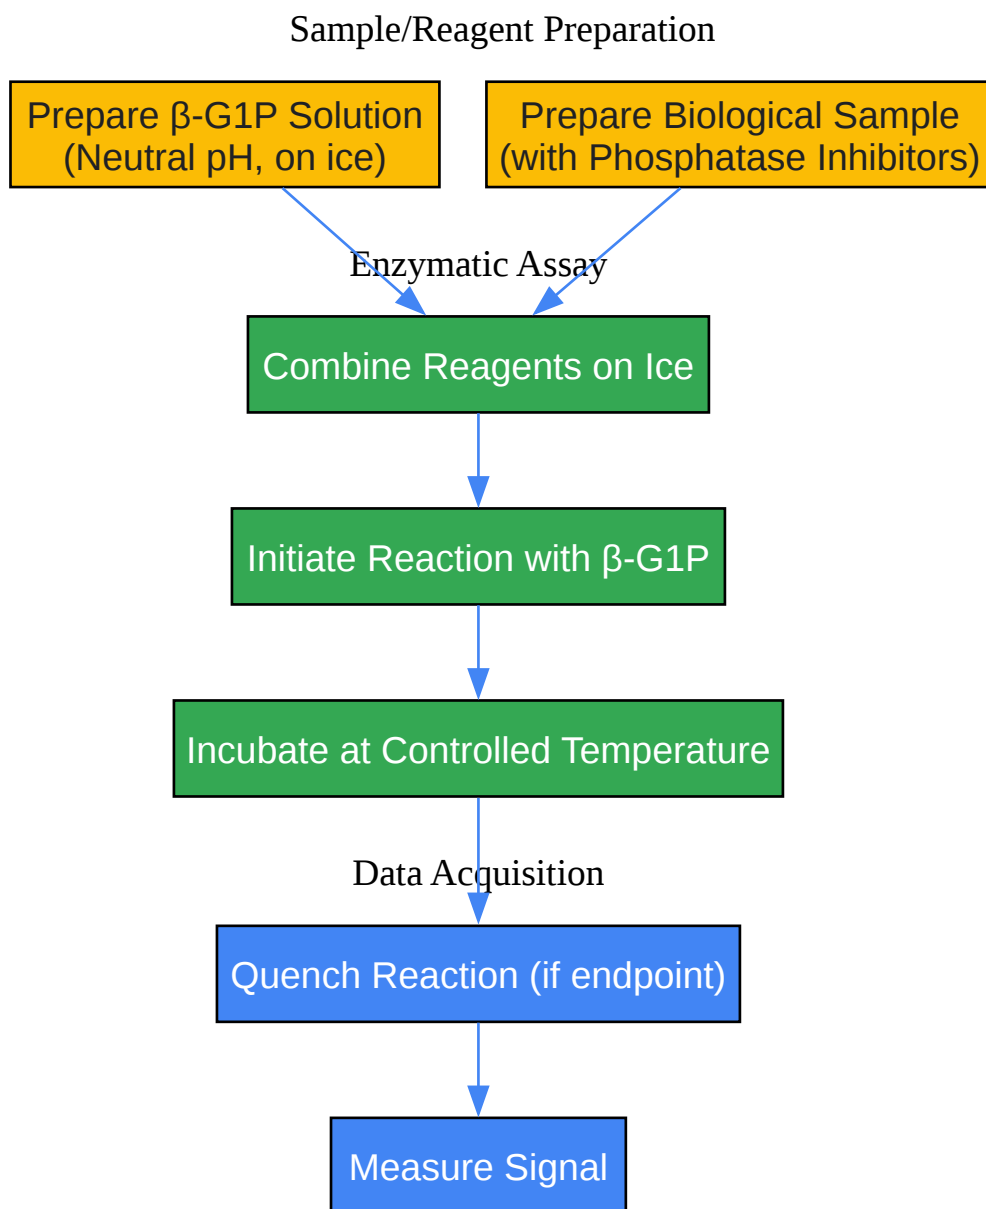 Sample/Reagent Preparation
Prepare β-G1P Solution
(Neutral pH, on ice)
Prepare Biological Sample
(with Phosphatase Inhibitors)
Enzymatic Assay
Combine Reagents on Ice
Initiate Reaction with β-G1P
Incubate at Controlled Temperature
Data Acquisition
Quench Reaction (if endpoint)
Measure Signal